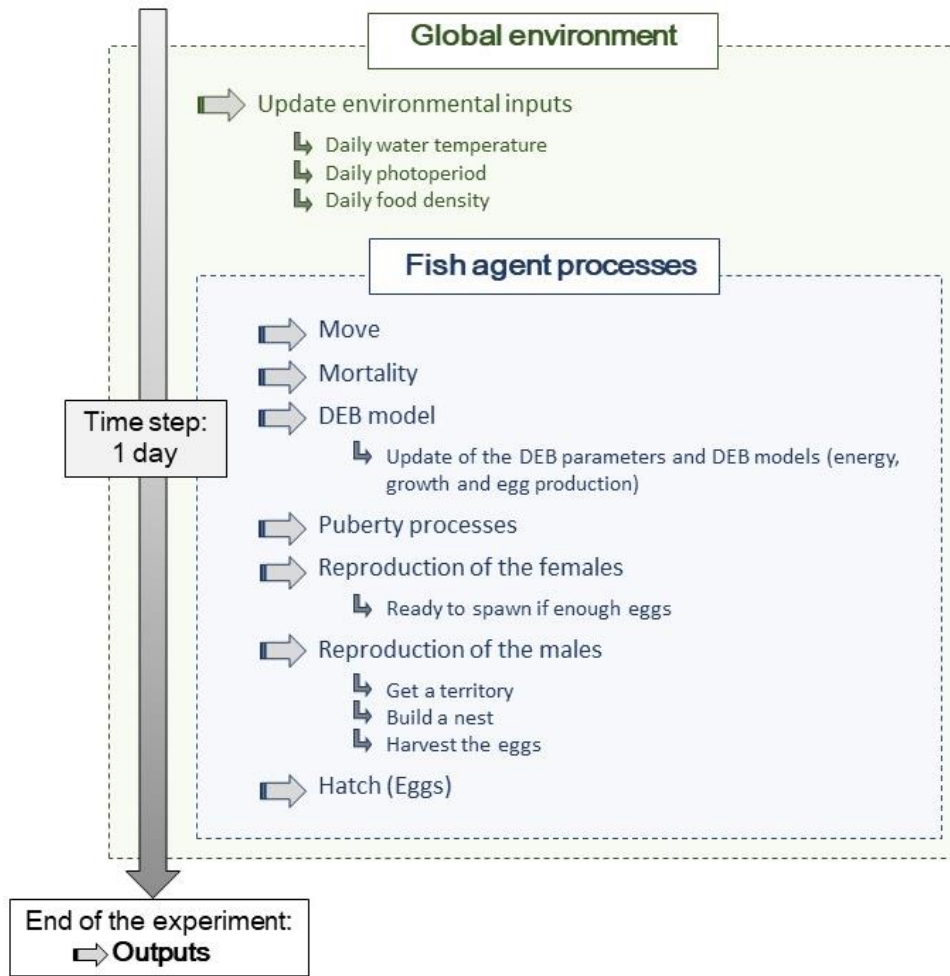 Global environment
Update environmental inputs
Daily water temperature
Daily photoperiod
Daily food density
Fish agent processes
Move
Mortality
Time step:
1 day
DEB model
Update of the DEB parameters and DEB models (energy,
growth and egg production)
Puberty processes
Reproduction of the females
Ready to spawn if enough eggs
Reproduction of the males
Get a territory
Build a nest
Harvest the eggs
Hatch (Eggs)
End of the experiment:
Outputs